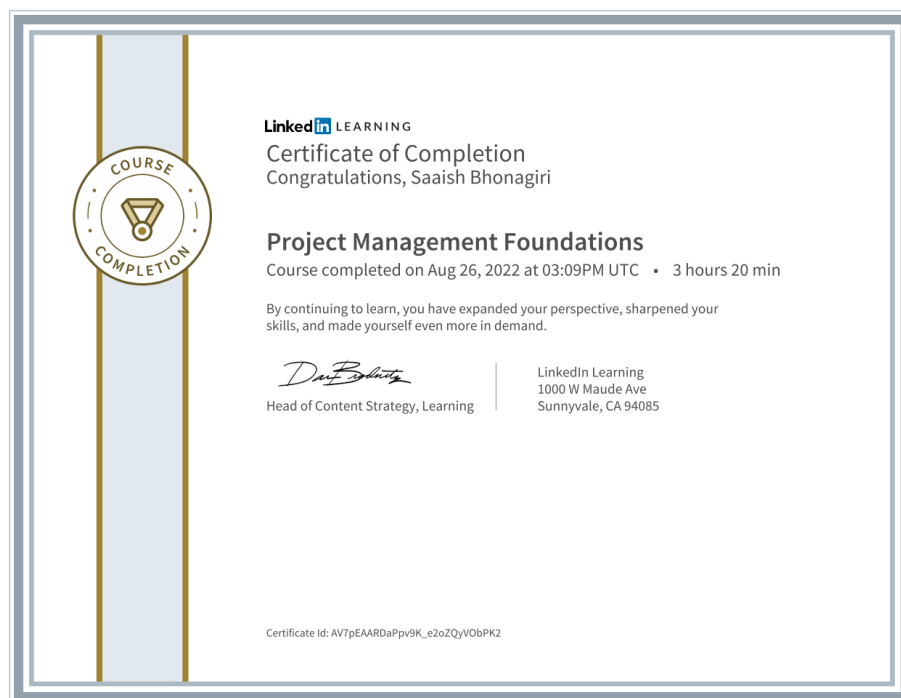 COURSE
COMPLETION
Linked in LEARNING
Certificate of Completion
Congratulations, Saaish Bhonagiri
Project Management Foundations
Course completed on Aug 26, 2022 at 03:09PM UTC • 3 hours 20 min
By continuing to learn, you have expanded your perspective, sharpened your
skills, and made yourself even more in demand.
Head of Content Strategy, Learning
LinkedIn Learning
1000 W Maude Ave
Sunnyvale, CA 94085
Certificate Id: AV7pEAARDaPpv9K_e2oZQyVObPK2